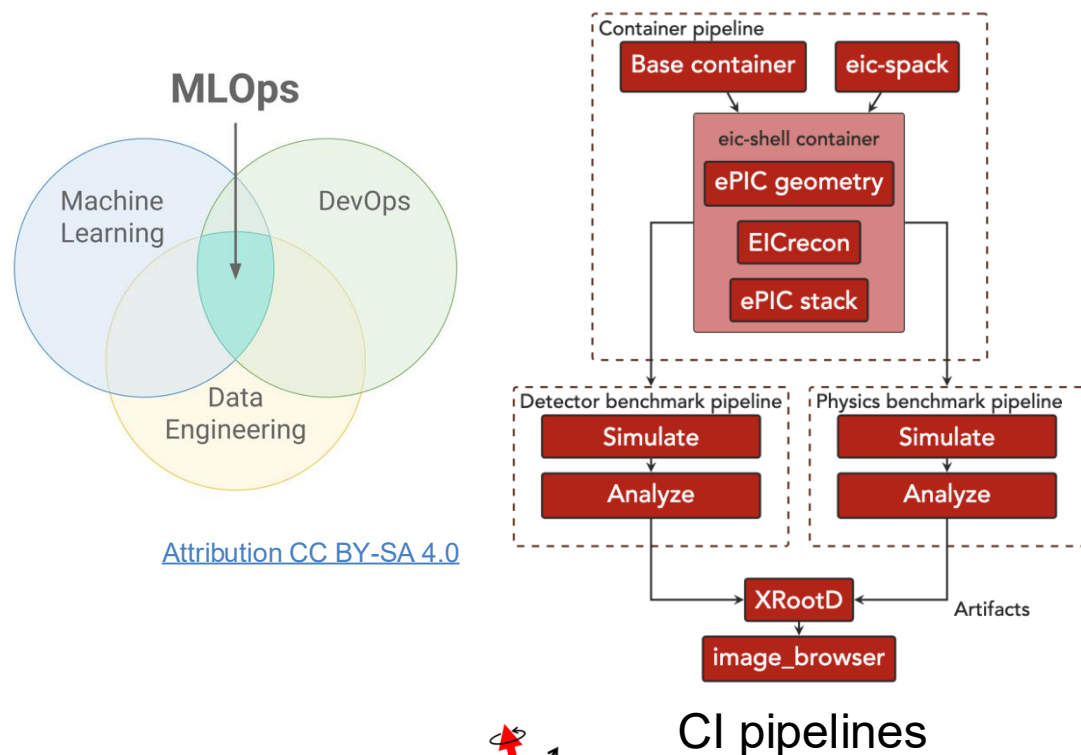 MLOps
Machine
Learning
DevOps
Data
Engineering
Attribution CC BY-SA 4.0
Container pipeline
Base container
eic-spack
eic-shell container
ePIC geometry
EICrecon
ePIC stack
Detector benchmark pipeline
Simulate
Analyze
Physics benchmark pipeline
Simulate
Analyze
XRootD
Artifacts
image_browser
CI pipelines